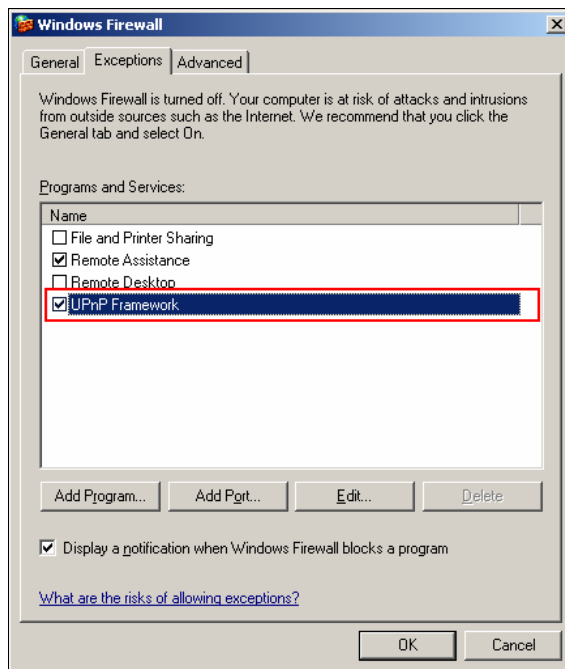 Windows Firewall
General Exceptions Advanced
Windows Firewall is turned off. Your computer is at risk of attacks and intrusions
from outside sources such as the Internet. We recommend that you click the
General tab and select On.
Programs and Services:
Name
File and Printer Sharing
Remote Assistance
Remote Desktop
UPnP Framework
Add Program... Add Port... Edit... Delete
Display a notification when Windows Firewall blocks a program
What are the risks of allowing exceptions?
OK Cancel